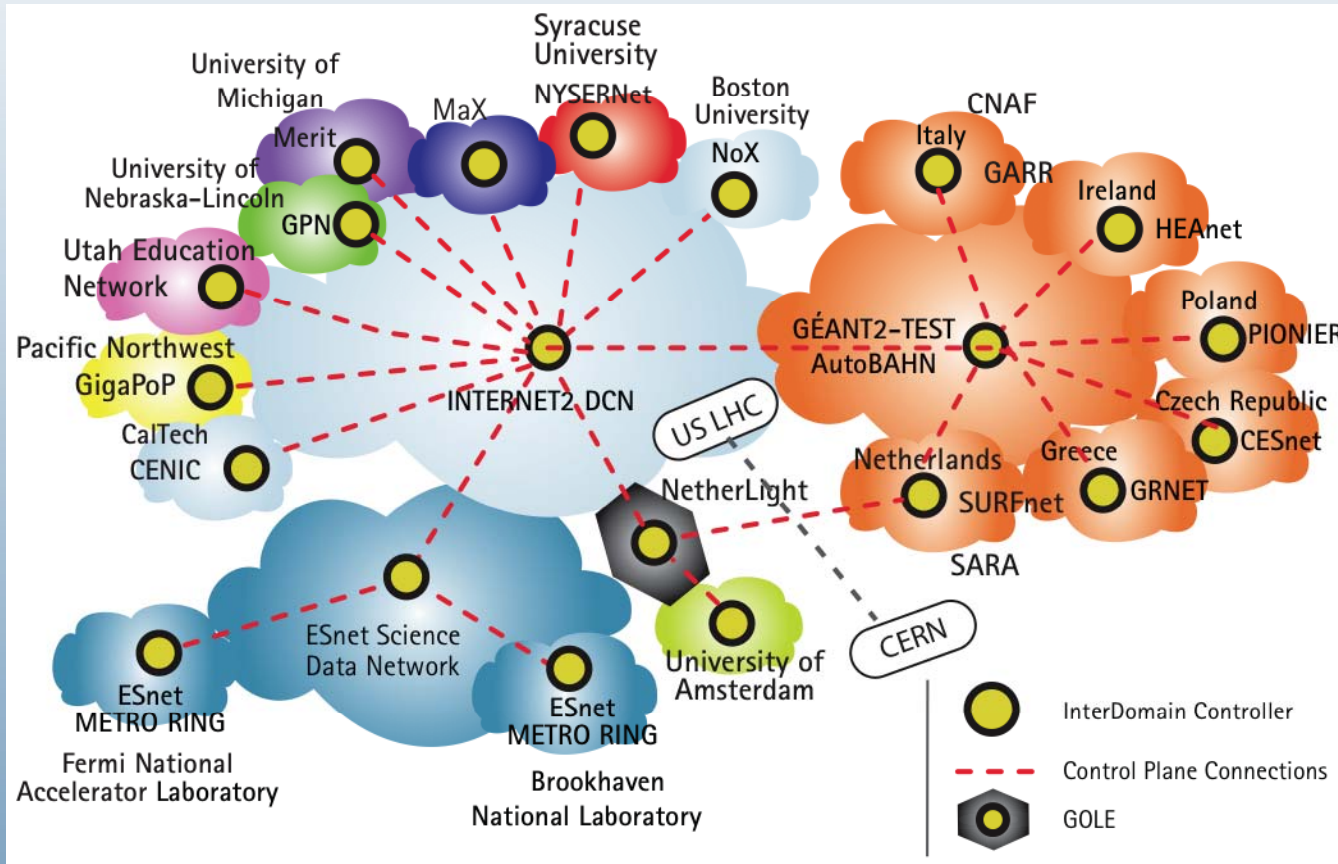 Syracuse
University
NYSERNet
University of
Michigan
Merit
MaX
Boston
University
NoX
University of
Nebraska-Lincoln
GPN
Utah Education
Network
Pacific Northwest
GigaPoP
CalTech
CENIC
INTERNET2 DCN
CNAF
Italy
GARR
Ireland
HEAnet
Poland
PIONIER
GÉANT2-TEST
AutoBAHN
Czech Republic
CESnet
Greece
GRNET
Netherlands
SURFnet
SARA
US LHC
NetherLight
CERN
University of
Amsterdam
ESnet Science
Data Network
ESnet
METRO RING
Fermi National
Accelerator Laboratory
ESnet
METRO RING
Brookhaven
National Laboratory
InterDomain Controller
Control Plane Connections
GOLE